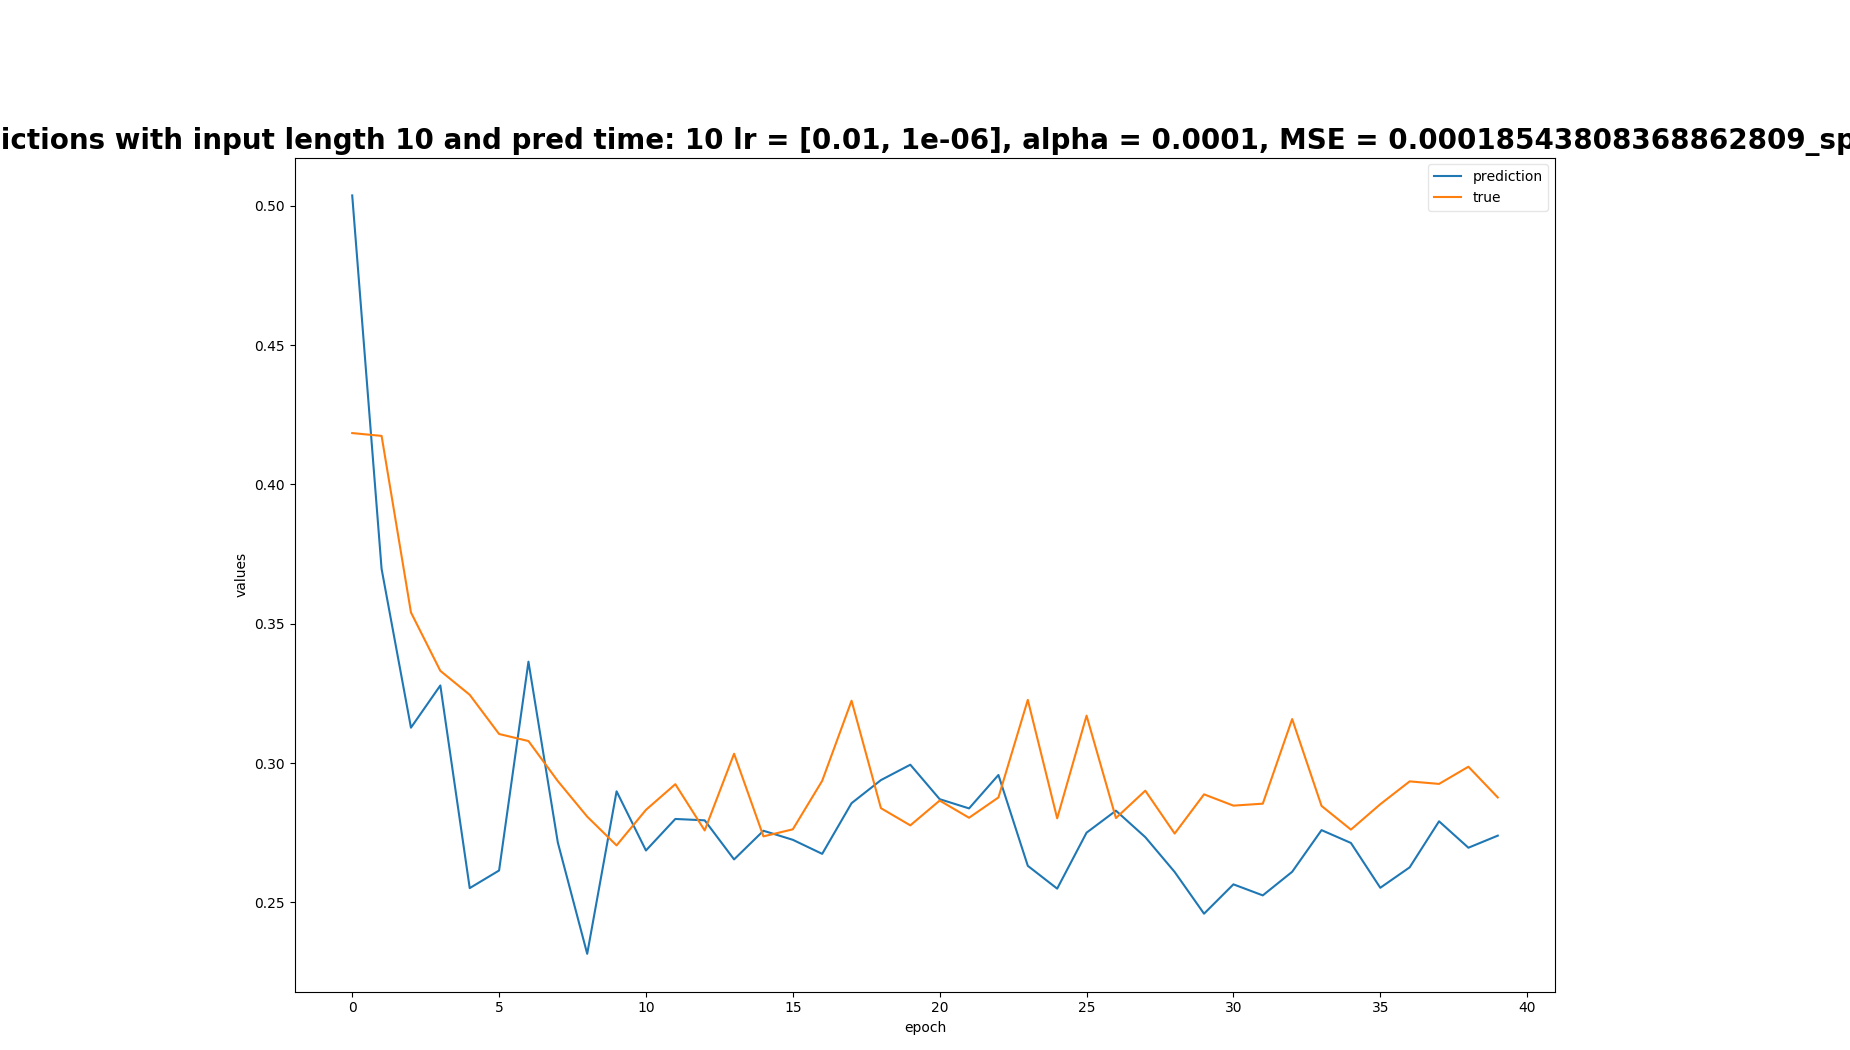 ictions with input length 10 and pred time: 10 lr = [0.01, 1e-06], alpha = 0.0001, MSE = 0.00018543808368862809_sp
prediction
true
0.50
0.45
0.40
0.35
0.30
0.25
values
0 5 10 15 20 25 30 35 40
epoch